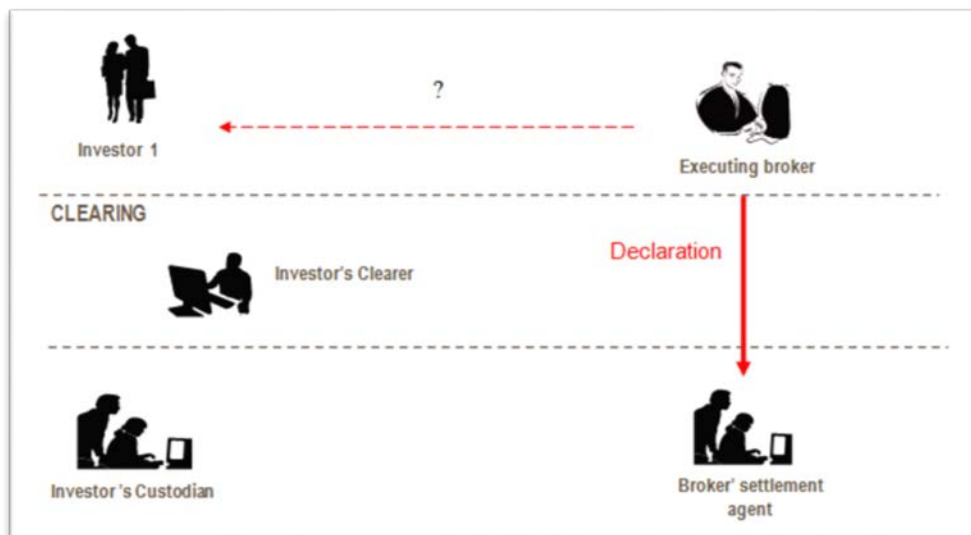 ?
Investor 1
Executing broker
CLEARING
Declaration
Investor's Clearer
Investor's Custodian
Broker' settlement
agent